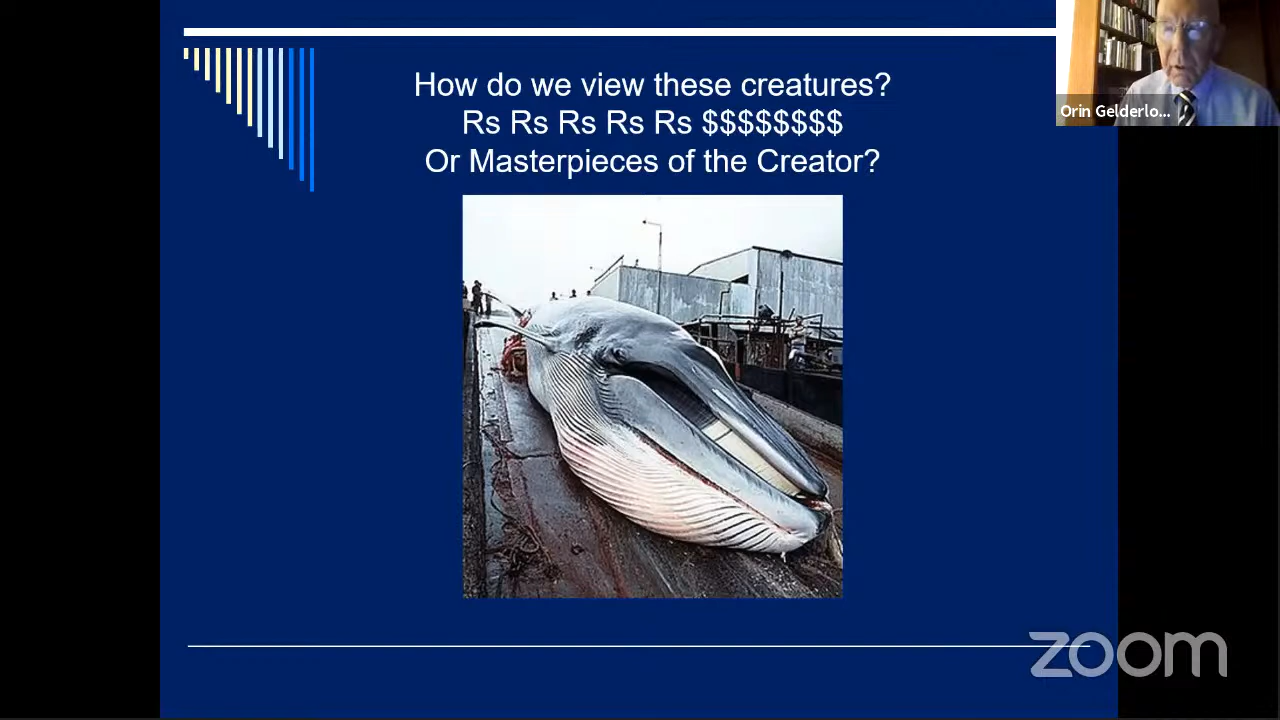 How do we view these creatures?
Rs Rs Rs Rs Rs $$$$$$$$
Or Masterpieces of the Creator?
Orin Gelderlo...
zoom